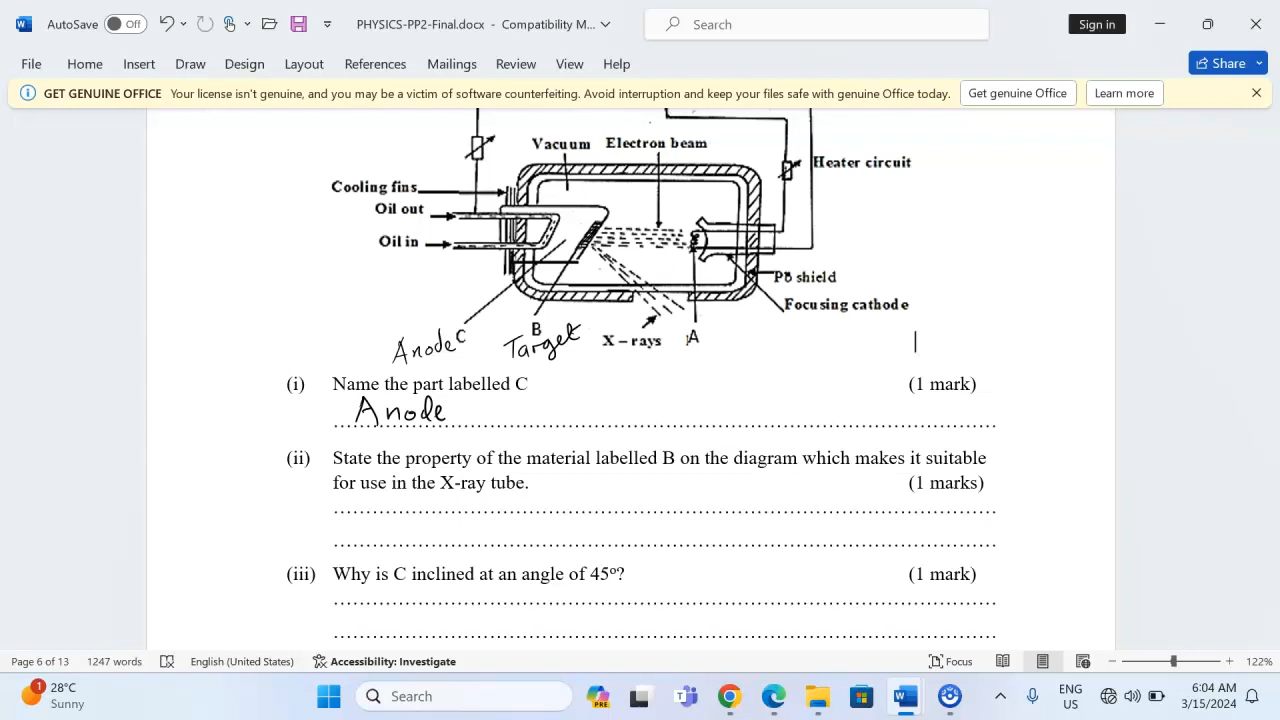 AutoSave Off PHYSICS-PP2-Final.docx - Compatibility M... Search Sign in
File Home Insert Draw Design Layout References Mailings Review View Help Share
GET GENUINE OFFICE Your license isn't genuine, and you may be a victim of software counterfeiting. Avoid interruption and keep your files safe with genuine Office today. Get genuine Office Learn more
Vacuum Electron beam
Heater circuit
Cooling fins
Oil out
Oil in
Pb shield
Focusing cathode
Anode C Target B X – rays A
(i) Name the part labelled C (1 mark)
Anode
(ii) State the property of the material labelled B on the diagram which makes it suitable
for use in the X-ray tube. (1 marks)
(iii) Why is C inclined at an angle of 45º? (1 mark)
Page 6 of 13 1247 words English (United States) Accessibility: Investigate Focus 122%
28°C
Sunny
Search
PRE
ENG
US
6:04 AM
3/15/2024
1